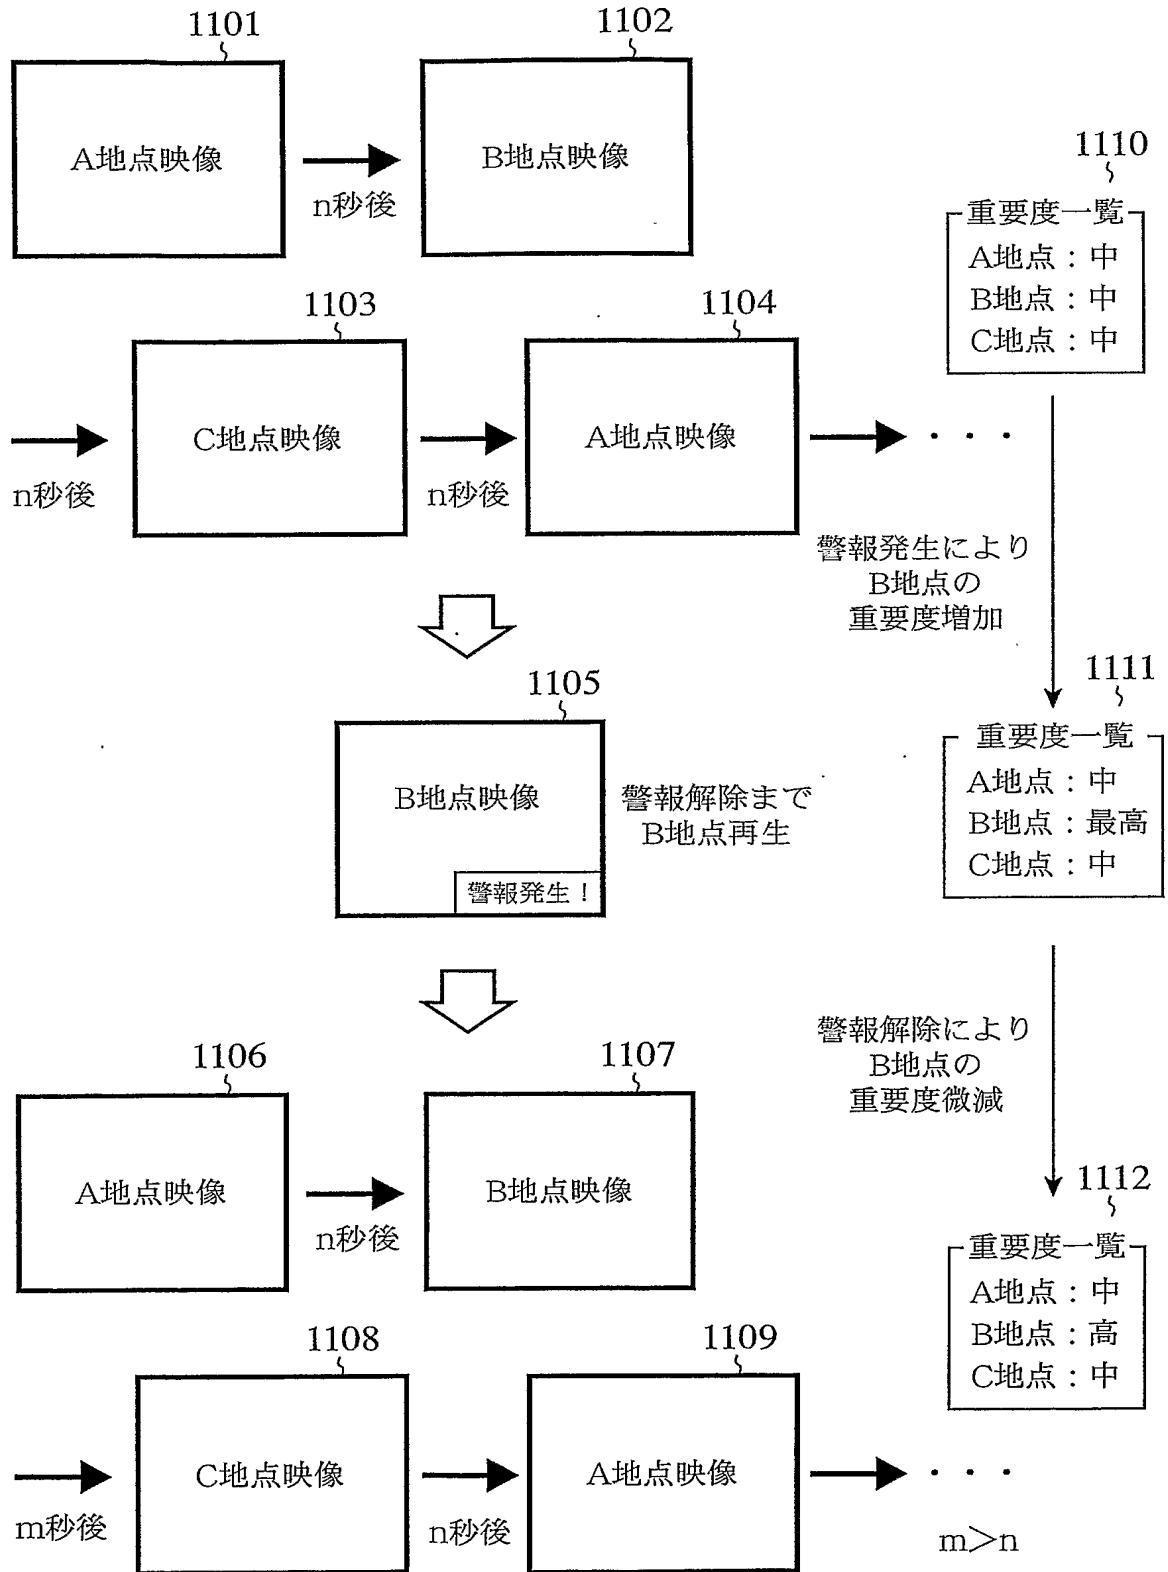 1101
1102
A地点映像
n秒後
B地点映像
1110
重要度一覧
A地点：中
B地点：中
C地点：中
1103
1104
n秒後
C地点映像
n秒後
A地点映像
・・・
警報発生により
B地点の
重要度増加
1105
B地点映像
警報発生！
警報解除まで
B地点再生
1111
重要度一覧
A地点：中
B地点：最高
C地点：中
警報解除により
B地点の
重要度微減
1106
1107
A地点映像
n秒後
B地点映像
1112
重要度一覧
A地点：中
B地点：高
C地点：中
1108
1109
m秒後
C地点映像
n秒後
A地点映像
・・・
m＞n